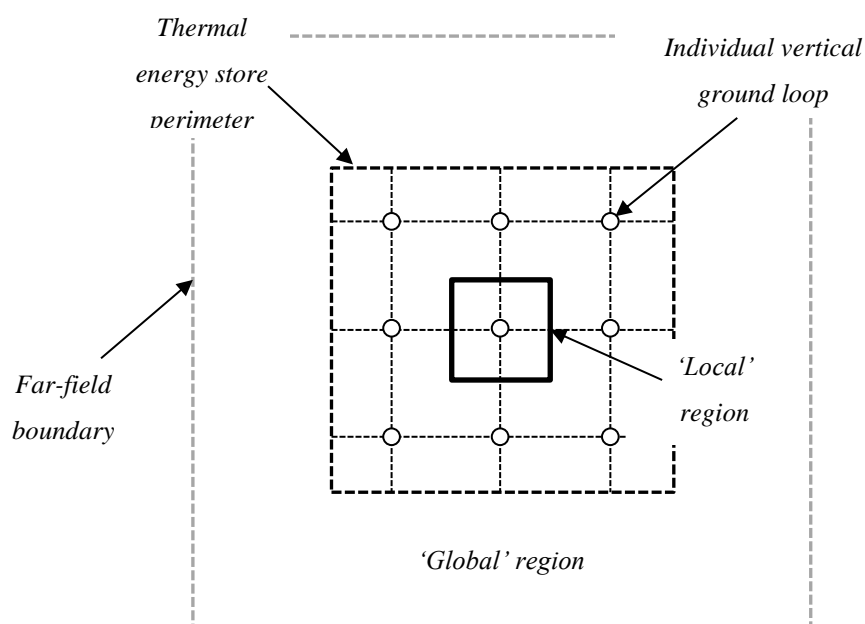 Thermal
energy store
perimeter
Individual vertical
ground loop
Far-field
boundary
‘Local’
region
‘Global’ region